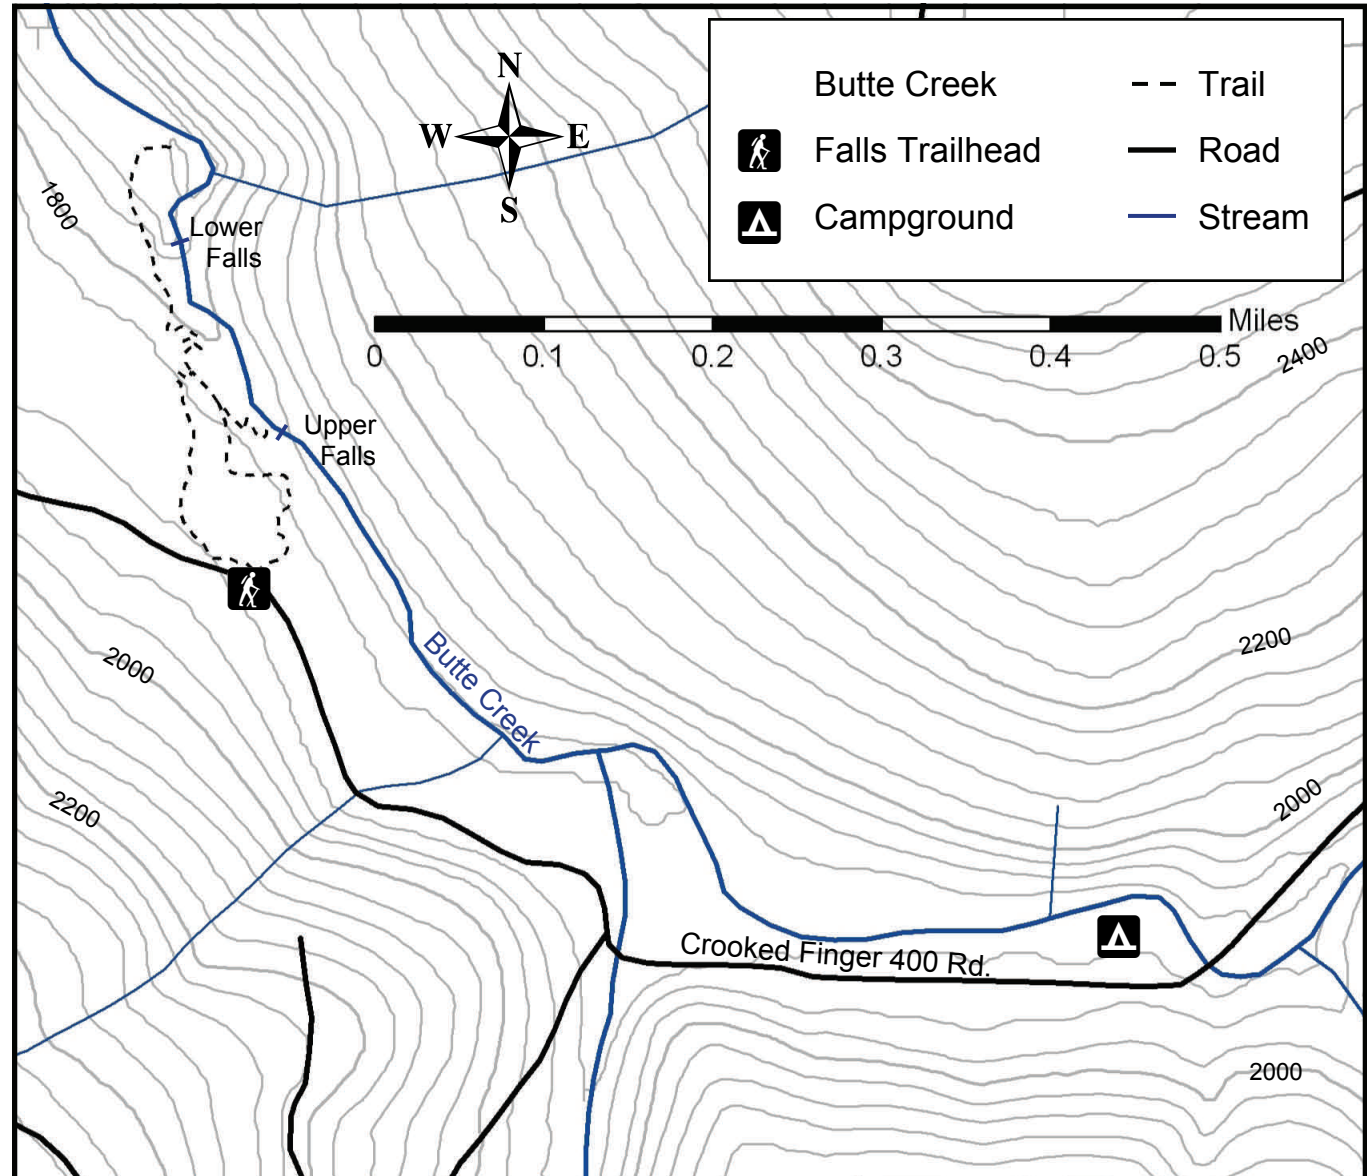 N
W E
S
Butte Creek
Trail
Falls Trailhead
Road
Campground
Stream
1800
Lower
Falls
Miles
0 0.1 0.2 0.3 0.4 0.5
2400
Upper
Falls
2000
Butte Creek
2200
2200
2000
Crooked Finger 400 Rd.
2000